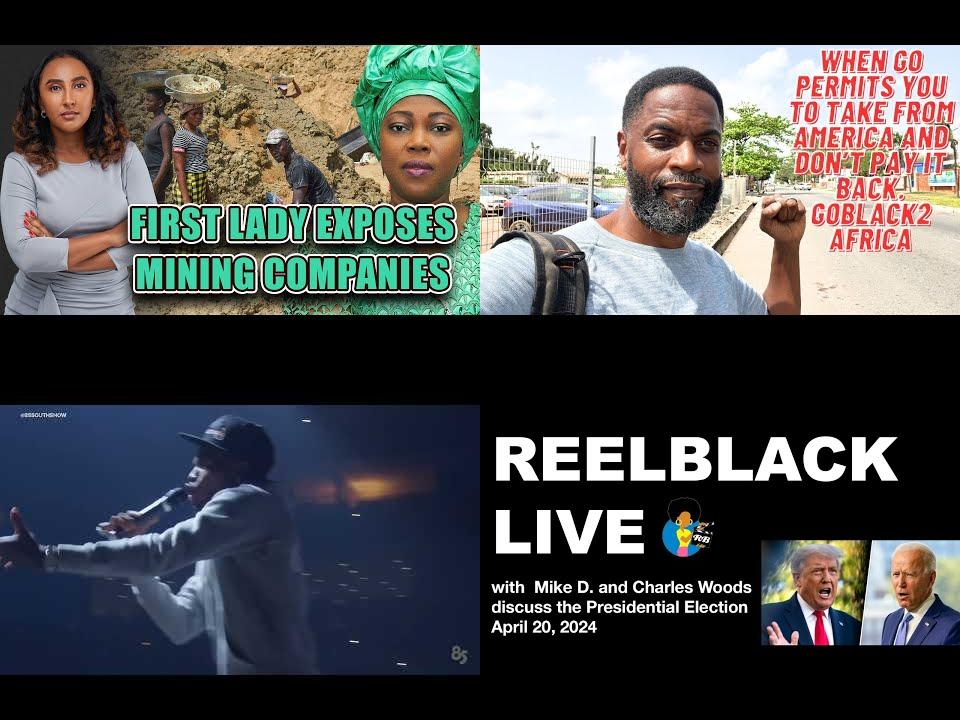 FIRST LADY EXPOSES
MINING COMPANIES
WHEN GO
PERMITS YOU
TO TAKE FROM
AMERICA AND
DON'T PAY IT
BACK.
GOBLACK2
AFRICA
@85SOUTHSHOW
85
REELBLACK
LIVE
RB
with Mike D. and Charles Woods
discuss the Presidential Election
April 20, 2024